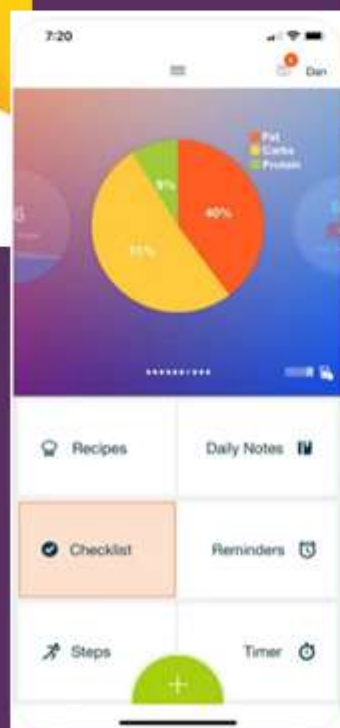 7:20
Dan
Fat
Carbs
Protein
9%
40%
51%
Recipes
Daily Notes
Checklist
Reminders
Steps
Timer
+